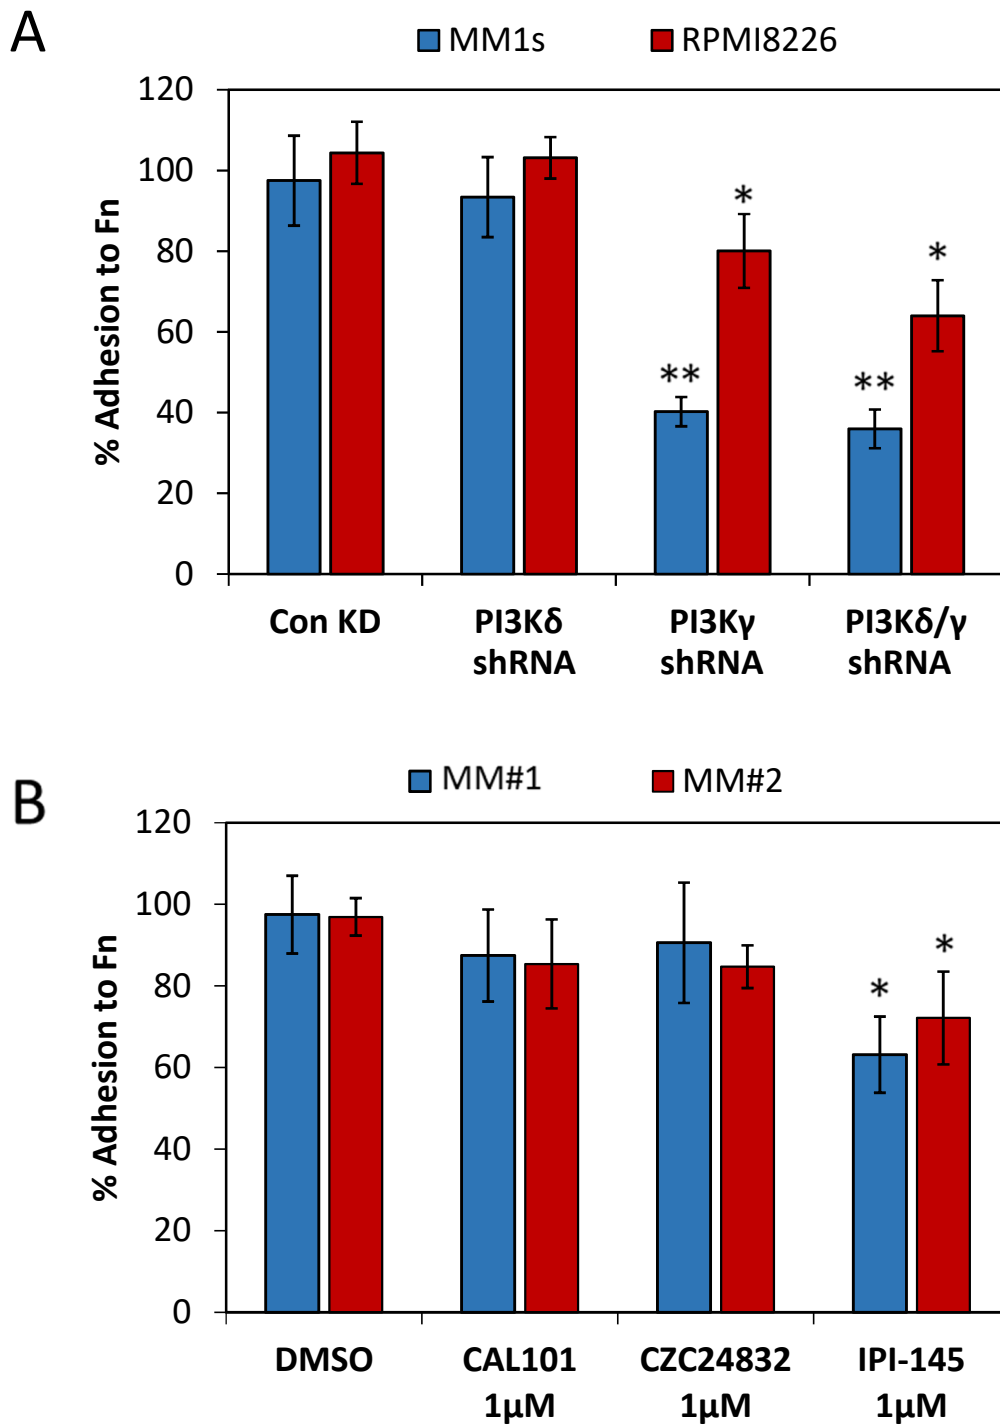 A
MM1s RPMI8226
120
100
80
60
40
20
0
% Adhesion to Fn
*
*
**
**
Con KD PI3Kδ PI3Kγ PI3Kδ/γ
shRNA shRNA shRNA
B
MM#1 MM#2
120
100
80
60
40
20
0
% Adhesion to Fn
*
*
DMSO CAL101 CZC24832 IPI-145
1µM 1µM 1µM